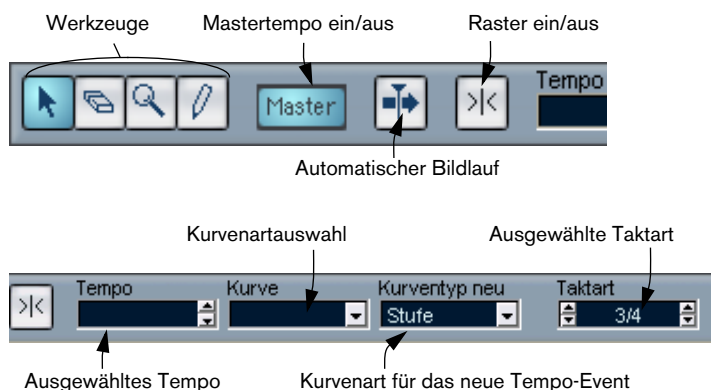 Werkzeuge Mastertempo ein/aus Raster ein/aus
Tempo
Master >|<
Automatischer Bildlauf
Kurvenartauswahl Ausgewählte Taktart
Tempo Kurve Kurventyp neu Taktart
>|< Stufe 3/4
Ausgewähltes Tempo Kurvenart für das neue Tempo-Event